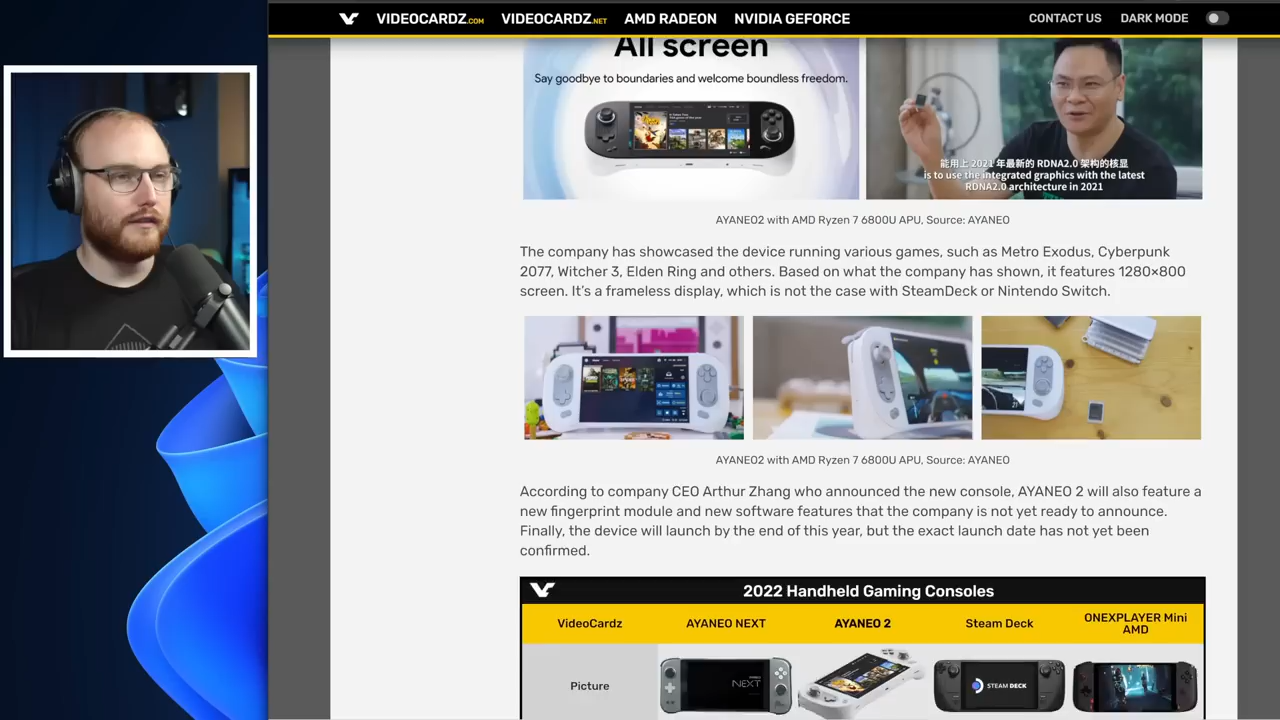 VIDEOCARDZ.COM VIDEOCARDZ.NET AMD RADEON NVIDIA GEFORCE CONTACT US DARK MODE
All screen
Say goodbye to boundaries and welcome boundless freedom.
能用上 2021 年最新的 RDNA2.0 架构的核显
is to use the integrated graphics with the latest
RDNA2.0 architecture in 2021
AYANEO2 with AMD Ryzen 7 6800U APU, Source: AYANEO
The company has showcased the device running various games, such as Metro Exodus, Cyberpunk
2077, Witcher 3, Elden Ring and others. Based on what the company has shown, it features 1280×800
screen. It’s a frameless display, which is not the case with SteamDeck or Nintendo Switch.
AYANEO2 with AMD Ryzen 7 6800U APU, Source: AYANEO
According to company CEO Arthur Zhang who announced the new console, AYANEO 2 will also feature a
new fingerprint module and new software features that the company is not yet ready to announce.
Finally, the device will launch by the end of this year, but the exact launch date has not yet been
confirmed.
2022 Handheld Gaming Consoles
VideoCardz AYANEO NEXT AYANEO 2 Steam Deck ONEXPLAYER Mini
AMD
Picture NEXT STEAM DECK